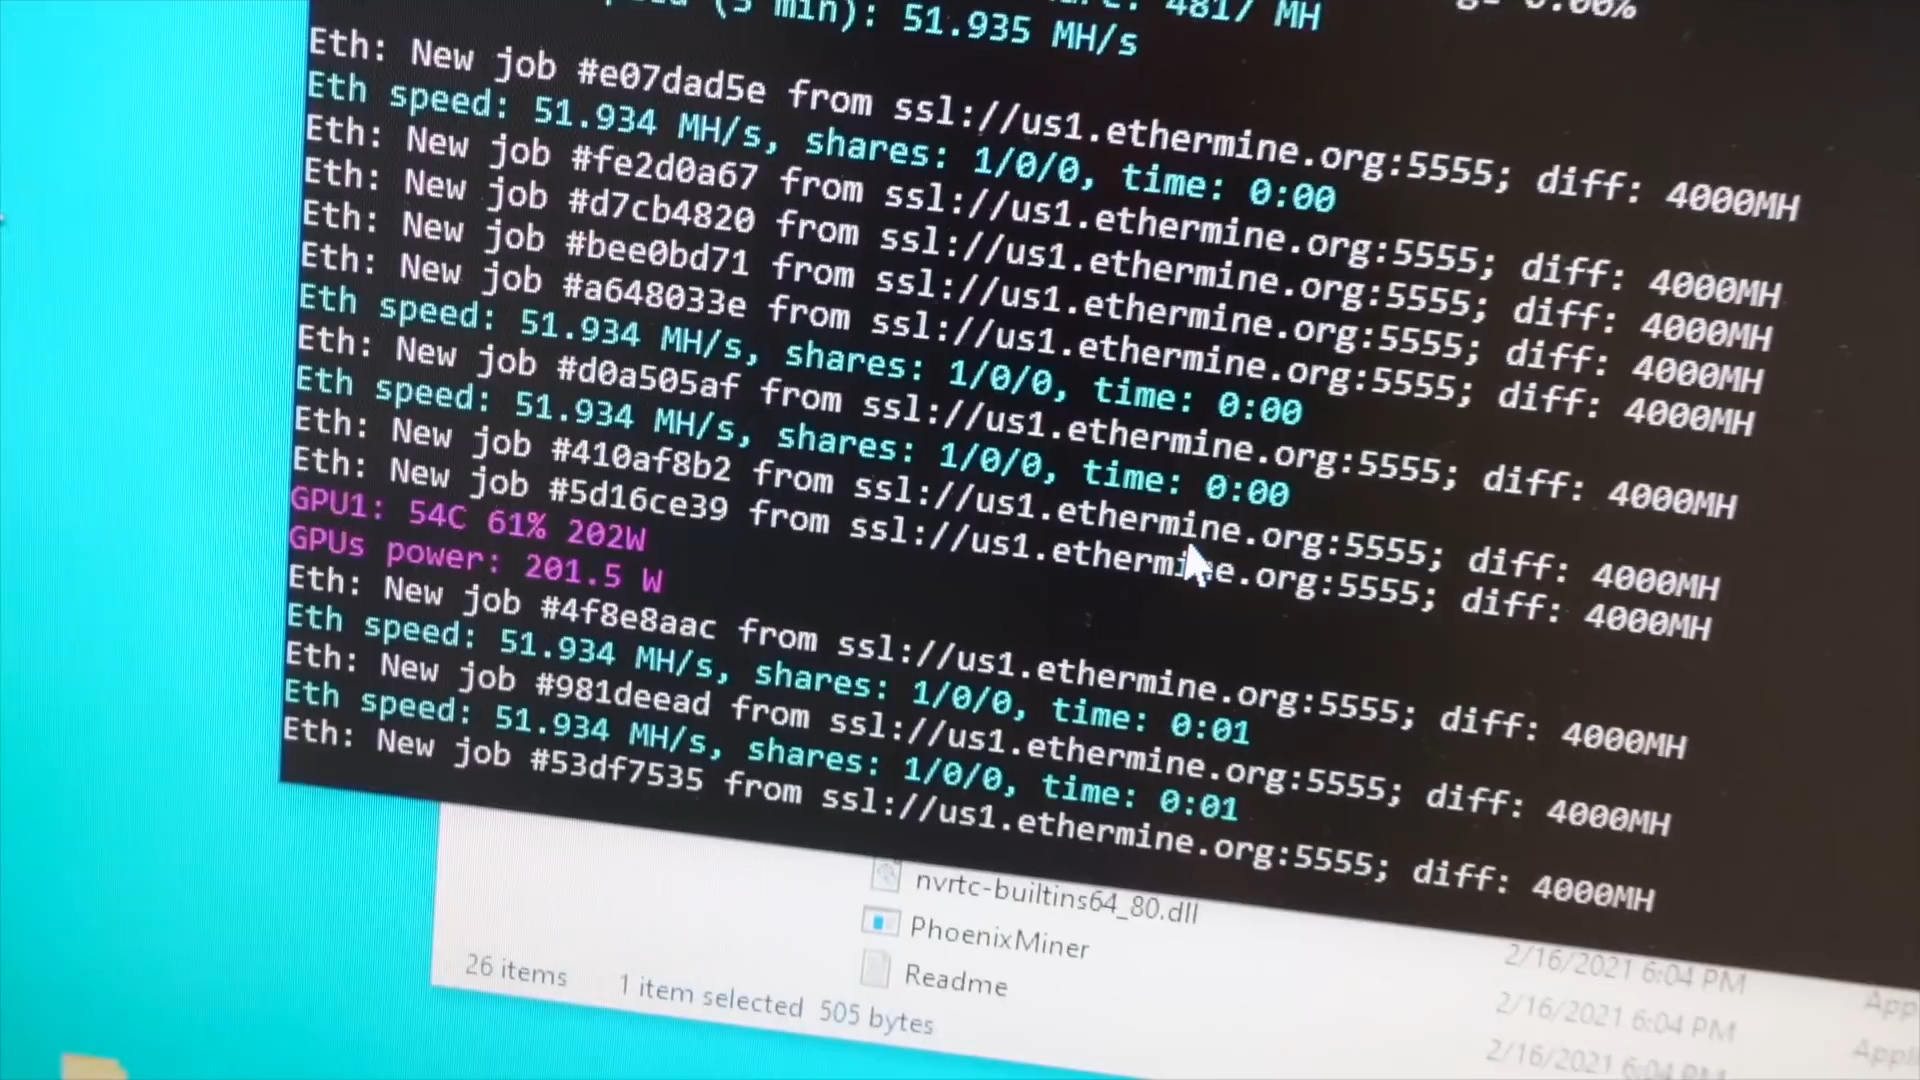 (5 min): 51.935 MH/s 4817 MH 0.00%
Eth: New job #e07dad5e from ssl://us1.ethermine.org:5555; diff: 4000MH
Eth speed: 51.934 MH/s, shares: 1/0/0, time: 0:00
Eth: New job #fe2d0a67 from ssl://us1.ethermine.org:5555; diff: 4000MH
Eth: New job #d7cb4820 from ssl://us1.ethermine.org:5555; diff: 4000MH
Eth: New job #bee0bd71 from ssl://us1.ethermine.org:5555; diff: 4000MH
Eth: New job #a648033e from ssl://us1.ethermine.org:5555; diff: 4000MH
Eth speed: 51.934 MH/s, shares: 1/0/0, time: 0:00
Eth: New job #d0a505af from ssl://us1.ethermine.org:5555; diff: 4000MH
Eth speed: 51.934 MH/s, shares: 1/0/0, time: 0:00
Eth: New job #410af8b2 from ssl://us1.ethermine.org:5555; diff: 4000MH
Eth: New job #5d16ce39 from ssl://us1.ethermine.org:5555; diff: 4000MH
GPU1: 54C 61% 202W
GPUs power: 201.5 W
Eth: New job #4f8e8aac from ssl://us1.ethermine.org:5555; diff: 4000MH
Eth speed: 51.934 MH/s, shares: 1/0/0, time: 0:01
Eth: New job #981deead from ssl://us1.ethermine.org:5555; diff: 4000MH
Eth speed: 51.934 MH/s, shares: 1/0/0, time: 0:01
Eth: New job #53df7535 from ssl://us1.ethermine.org:5555; diff: 4000MH
nvrtc-builtins64_80.dll 2/16/2021 6:04 PM
PhoenixMiner 2/16/2021 6:04 PM
Readme 2/16/2021 6:04 PM
26 items 1 item selected 505 bytes